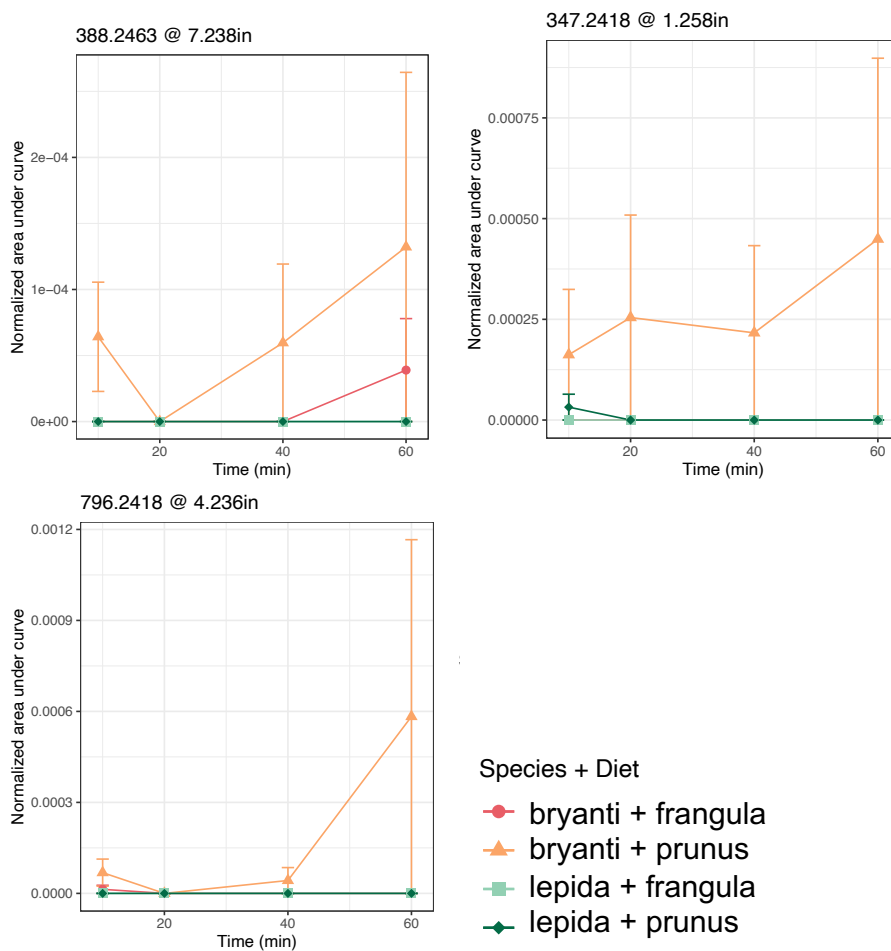 388.2463 @ 7.238in
Normalized area under curve
2e−04
1e−04
0e+00
20
40
60
Time (min)
347.2418 @ 1.258in
Normalized area under curve
0.00075
0.00050
0.00025
0.00000
20
40
60
Time (min)
796.2418 @ 4.236in
Normalized area under curve
0.0012
0.0009
0.0006
0.0003
0.0000
20
40
60
Time (min)
Species + Diet
bryanti + frangula
bryanti + prunus
lepida + frangula
lepida + prunus